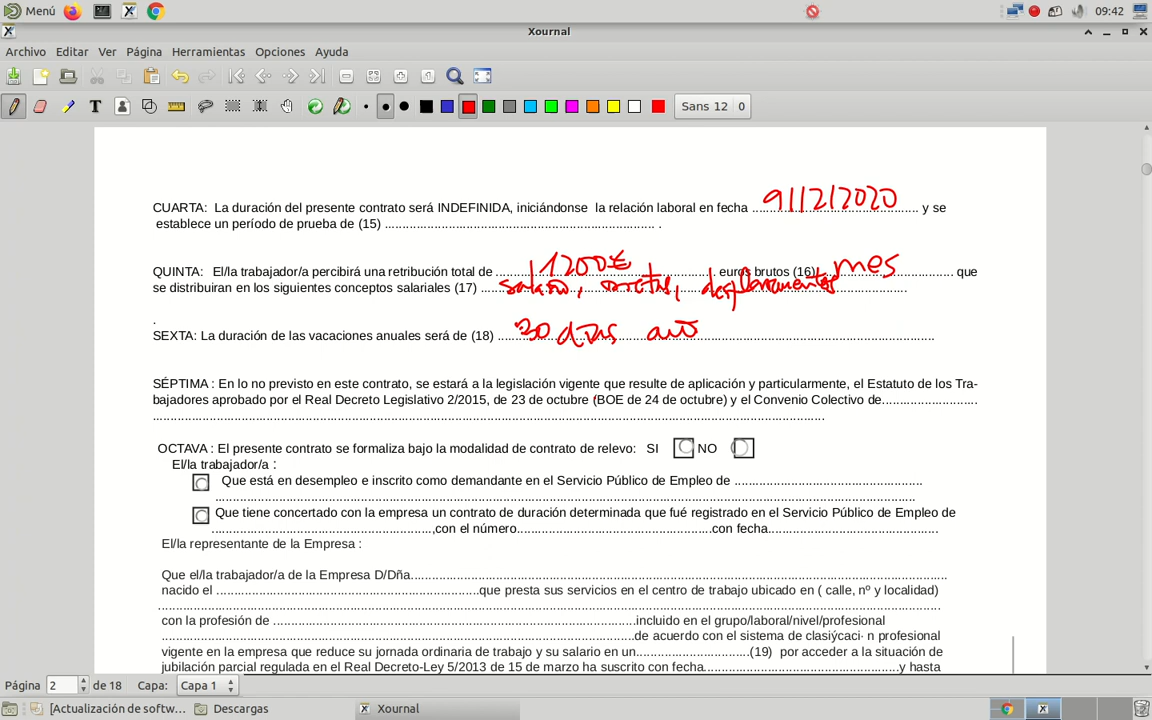 Menú 09:42
Xournal
Archivo Editar Ver Página Herramientas Opciones Ayuda
Sans 12 0
9/12/2020
CUARTA: La duración del presente contrato será INDEFINIDA, iniciándonse la relación laboral en fecha ............................................... y se
establece un período de prueba de (15) ........................................................................... .
1200€ mes
QUINTA: El/la trabajador/a percibirá una retribución total de .............................................................. euros brutos (16)....................................... que
salario, desplazamientos
se distribuiran en los siguientes conceptos salariales (17) ........................................................................................................................
.
30 días año
SEXTA: La duración de las vacaciones anuales será de (18) ...........................................................................................................................
SÉPTIMA : En lo no previsto en este contrato, se estará a la legislación vigente que resulte de aplicación y particularmente, el Estatuto de los Tra-
bajadores aprobado por el Real Decreto Legislativo 2/2015, de 23 de octubre (BOE de 24 de octubre) y el Convenio Colectivo de...........................
...............................................................................................................................................................................................
OCTAVA : El presente contrato se formaliza bajo la modalidad de contrato de relevo: SI NO
El/la trabajador/a :
Que está en desempleo e inscrito como demandante en el Servicio Público de Empleo de .....................................................
....................................................................................................................................................................................................
Que tiene concertado con la empresa un contrato de duración determinada que fué registrado en el Servicio Público de Empleo de
...............................................................,con el número.......................................................con fecha................................................
El/la representante de la Empresa :
Que el/la trabajador/a de la Empresa D/Dña.......................................................................................................................................................
nacido el ..........................................................................que presta sus servicios en el centro de trabajo ubicado en ( calle, nº y localidad)
............................................................................................................................................................................................................................
con la profesión de .......................................................................................................incluido en el grupo/laboral/nivel/profesional
.....................................................................................................................................de acuerdo con el sistema de clasiýcaci· n profesional
vigente en la empresa que reduce su jornada ordinaria de trabajo y su salario en un................................(19) por acceder a la situación de
jubilación parcial regulada en el Real Decreto-Ley 5/2013 de 15 de marzo ha suscrito con fecha.......................................................y hasta
Página 2 de 18 Capa: Capa 1
[Actualización de softw... Descargas Xournal